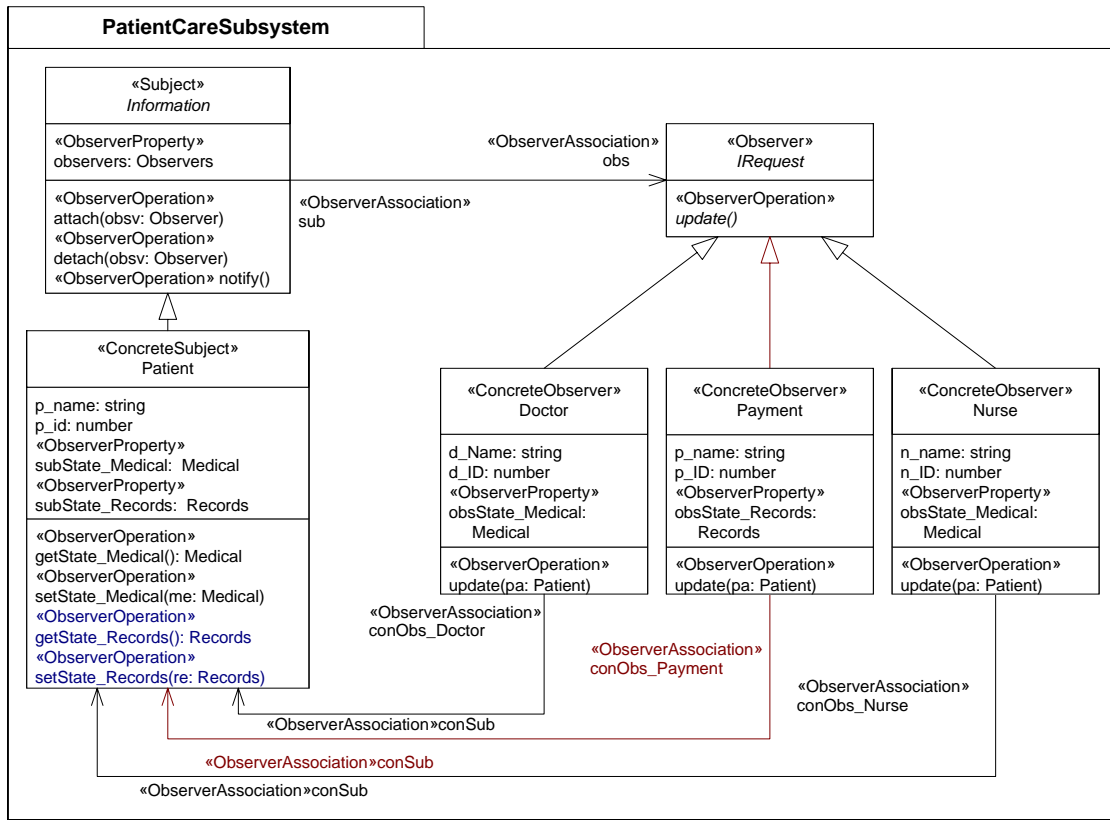 PatientCareSubsystem
«Subject»
Information
«ObserverProperty»
observers: Observers
«ObserverOperation»
attach(obsv: Observer)
«ObserverOperation»
detach(obsv: Observer)
«ObserverOperation» notify()
«ObserverAssociation»
obs
«ObserverAssociation»
sub
«Observer»
IRequest
«ObserverOperation»
update()
«ConcreteSubject»
Patient
p_name: string
p_id: number
«ObserverProperty»
subState_Medical:  Medical
«ObserverProperty»
subState_Records:  Records
«ObserverOperation»
getState_Medical(): Medical
«ObserverOperation»
setState_Medical(me: Medical)
«ObserverOperation»
getState_Records(): Records
«ObserverOperation»
setState_Records(re: Records)
«ConcreteObserver»
Doctor
d_Name: string
d_ID: number
«ObserverProperty»
obsState_Medical:
Medical
«ObserverOperation»
update(pa: Patient)
«ConcreteObserver»
Payment
p_name: string
p_ID: number
«ObserverProperty»
obsState_Records:
Records
«ObserverOperation»
update(pa: Patient)
«ConcreteObserver»
Nurse
n_name: string
n_ID: number
«ObserverProperty»
obsState_Medical:
Medical
«ObserverOperation»
update(pa: Patient)
«ObserverAssociation»
conObs_Doctor
«ObserverAssociation»
conObs_Payment
«ObserverAssociation»
conObs_Nurse
«ObserverAssociation»conSub
«ObserverAssociation»conSub
«ObserverAssociation»conSub